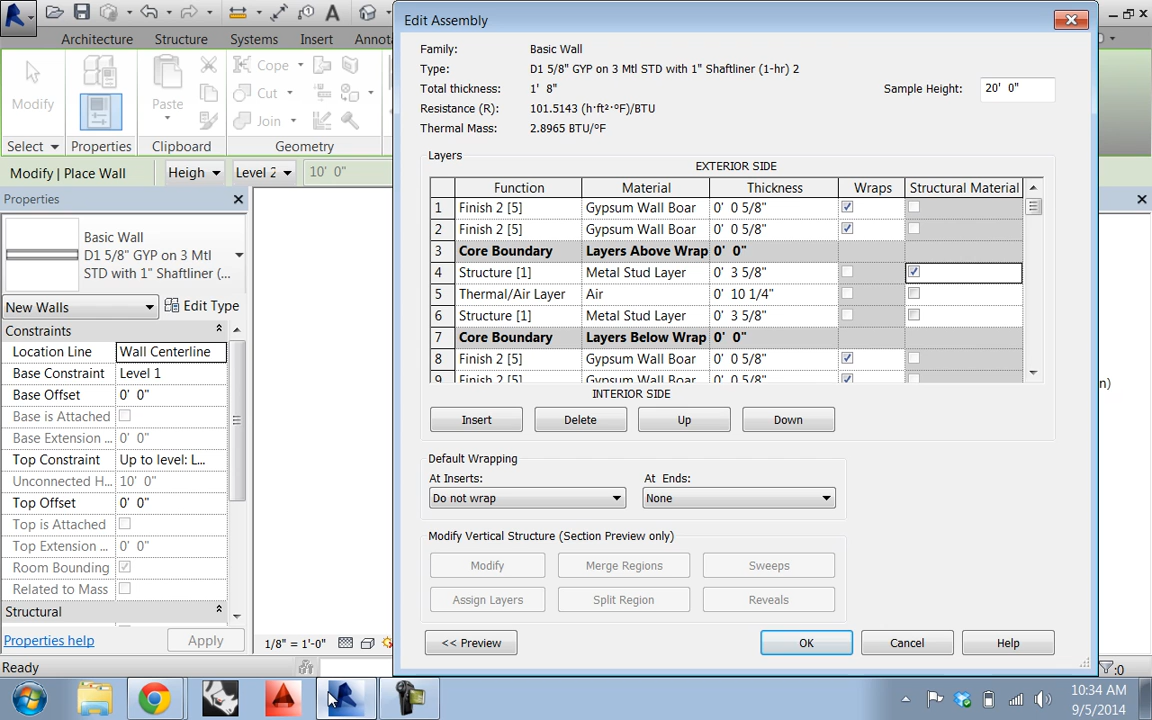 Edit Assembly
Architecture Structure Systems Insert
Modify
Paste
Cope
Cut
Join
Select Properties Clipboard Geometry
Modify | Place Wall Heigh Level 2 10'  0"
Properties
Basic Wall
D1 5/8" GYP on 3 Mtl
STD with 1" Shaftliner (...
New Walls Edit Type
Constraints
Location Line Wall Centerline
Base Constraint Level 1
Base Offset 0'  0"
Base is Attached
Base Extension ... 0'  0"
Top Constraint Up to level: L...
Unconnected H... 10'  0"
Top Offset 0'  0"
Top is Attached
Top Extension ... 0'  0"
Room Bounding
Related to Mass
Structural
Properties help Apply
Ready
1/8" = 1'-0"
Family: Basic Wall
Type: D1 5/8" GYP on 3 Mtl STD with 1" Shaftliner (1-hr) 2
Total thickness: 1'  8"
Sample Height: 20'  0"
Resistance (R): 101.5143 (h·ft²·°F)/BTU
Thermal Mass: 2.8965 BTU/°F
Layers
EXTERIOR SIDE
Function Material Thickness Wraps Structural Material
1 Finish 2 [5] Gypsum Wall Boar 0'  0 5/8"
2 Finish 2 [5] Gypsum Wall Boar 0'  0 5/8"
3 Core Boundary Layers Above Wrap 0'  0"
4 Structure [1] Metal Stud Layer 0'  3 5/8"
5 Thermal/Air Layer Air 0'  10 1/4"
6 Structure [1] Metal Stud Layer 0'  3 5/8"
7 Core Boundary Layers Below Wrap 0'  0"
8 Finish 2 [5] Gypsum Wall Boar 0'  0 5/8"
9 Finish 2 [5] Gypsum Wall Boar 0'  0 5/8"
INTERIOR SIDE
Insert Delete Up Down
Default Wrapping
At Inserts: At  Ends:
Do not wrap None
Modify Vertical Structure (Section Preview only)
Modify Merge Regions Sweeps
Assign Layers Split Region Reveals
<< Preview OK Cancel Help
:0
10:34 AM
9/5/2014